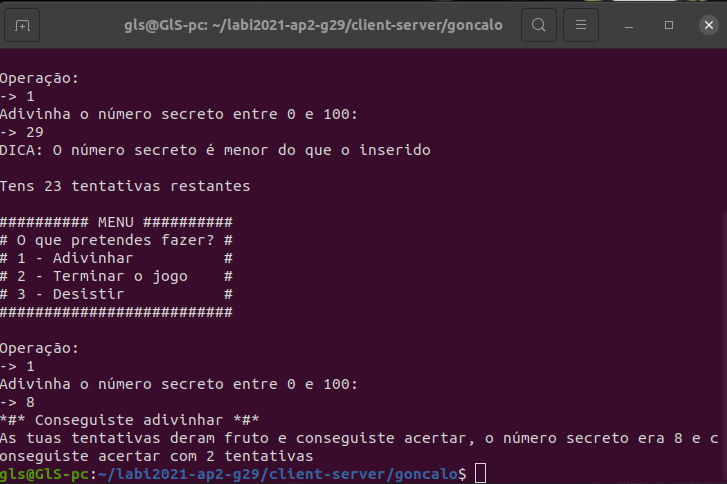 gls@GlS-pc: ~/labi2021-ap2-g29/client-server/goncalo
Operação:
-> 1
Adivinha o número secreto entre 0 e 100:
-> 29
DICA: O número secreto é menor do que o inserido
Tens 23 tentativas restantes
########## MENU ##########
# O que pretendes fazer? #
# 1 - Adivinhar          #
# 2 - Terminar o jogo    #
# 3 - Desistir           #
##########################
Operação:
-> 1
Adivinha o número secreto entre 0 e 100:
-> 8
*#* Conseguiste adivinhar *#*
As tuas tentativas deram fruto e conseguiste acertar, o número secreto era 8 e c
onseguiste acertar com 2 tentativas
gls@GlS-pc:~/labi2021-ap2-g29/client-server/goncalo$